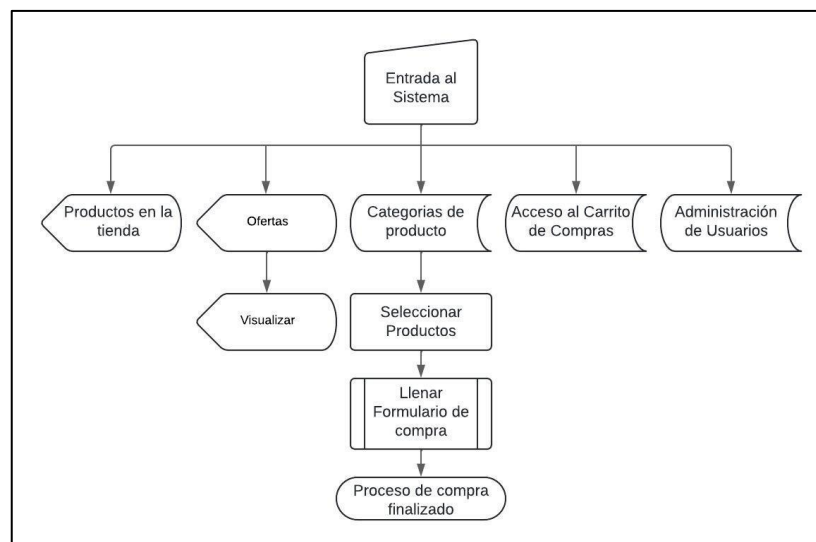 Entrada al
Sistema
Productos en la
tienda
Ofertas
Categorias de
producto
Acceso al Carrito
de Compras
Administración
de Usuarios
Visualizar
Seleccionar
Productos
Llenar
Formulario de
compra
Proceso de compra
finalizado